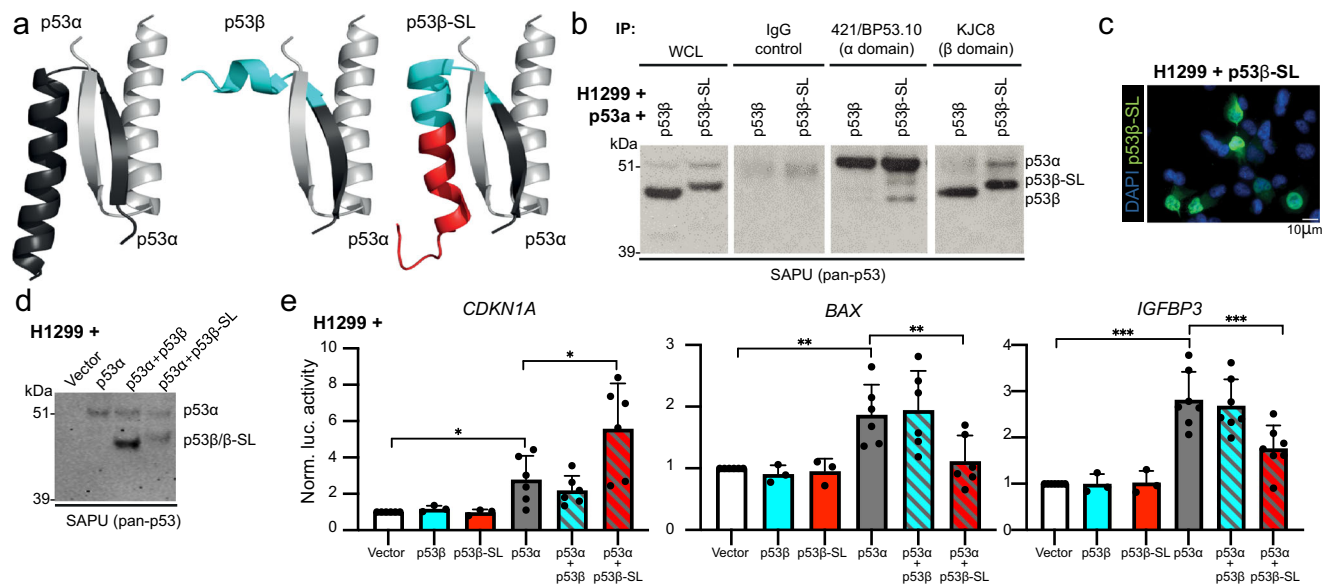 a
p53α
p53β
p53β-SL
p53α
p53α
p53α
b
IP:
WCL
IgG
control
421/BP53.10
(α domain)
KJC8
(β domain)
H1299 +
p53a +
p53β
p53β-SL
p53β
p53β-SL
p53β
p53β-SL
p53β
p53β-SL
kDa
51-
39-
p53α
p53β-SL
p53β
SAPU (pan-p53)
c
H1299 + p53β-SL
DAPI p53β-SL
10μm
d
H1299 +
Vector
p53α
p53α+p53β
p53α+p53β-SL
kDa
51-
39-
p53α
p53β/β-SL
SAPU (pan-p53)
e
H1299 +
CDKN1A
Norm. luc. activity
10
8
6
4
2
0
*
*
Vector
p53β
p53β-SL
p53α
p53α
+
p53β
p53α
+
p53β-SL
BAX
3
2
1
0
**
**
Vector
p53β
p53β-SL
p53α
p53α
+
p53β
p53α
+
p53β-SL
IGFBP3
4
3
2
1
0
***
***
Vector
p53β
p53β-SL
p53α
p53α
+
p53β
p53α
+
p53β-SL